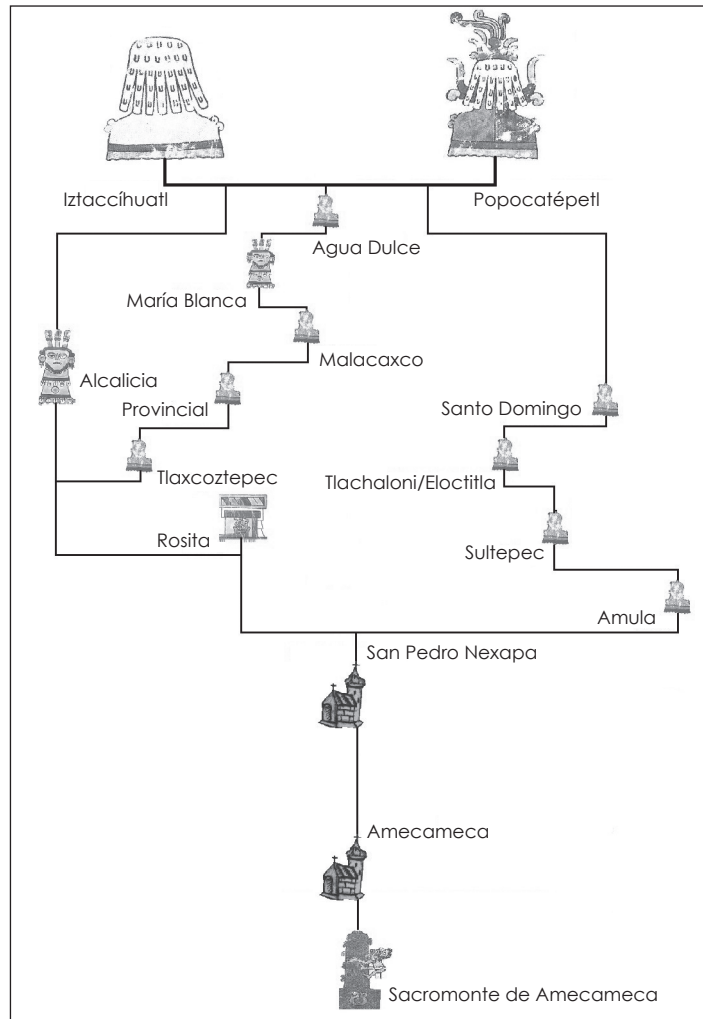 Iztaccíhuatl
Popocatépetl
Agua Dulce
María Blanca
Malacaxco
Alcalicia
Provincial
Santo Domingo
Tlaxcoztepec
Tlachaloni/Eloctitla
Rosita
Sultepec
Amula
San Pedro Nexapa
Amecameca
Sacromonte de Amecameca